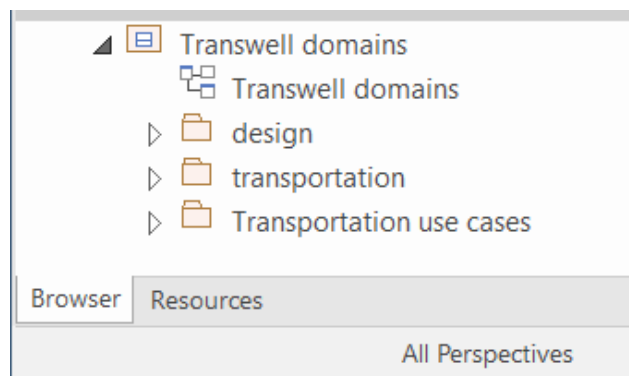 Transwell domains
Transwell domains
design
transportation
Transportation use cases
Browser Resources
All Perspectives